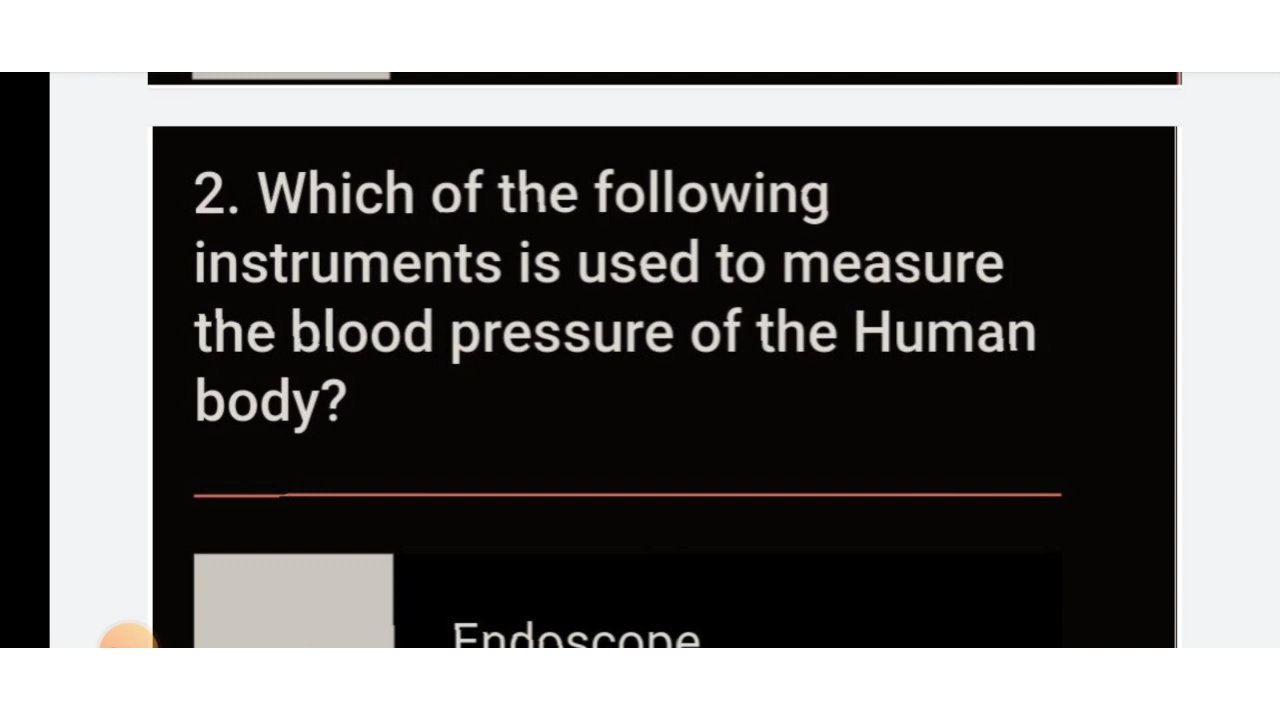 2. Which of the following
instruments is used to measure
the blood pressure of the Human
body?
Endoscope